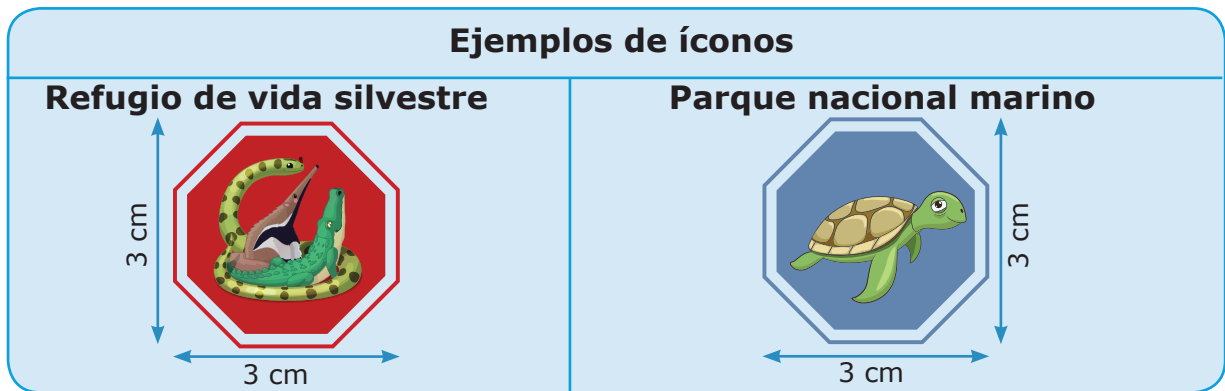 Ejemplos de íconos
Refugio de vida silvestre
3 cm
3 cm
Parque nacional marino
3 cm
3 cm